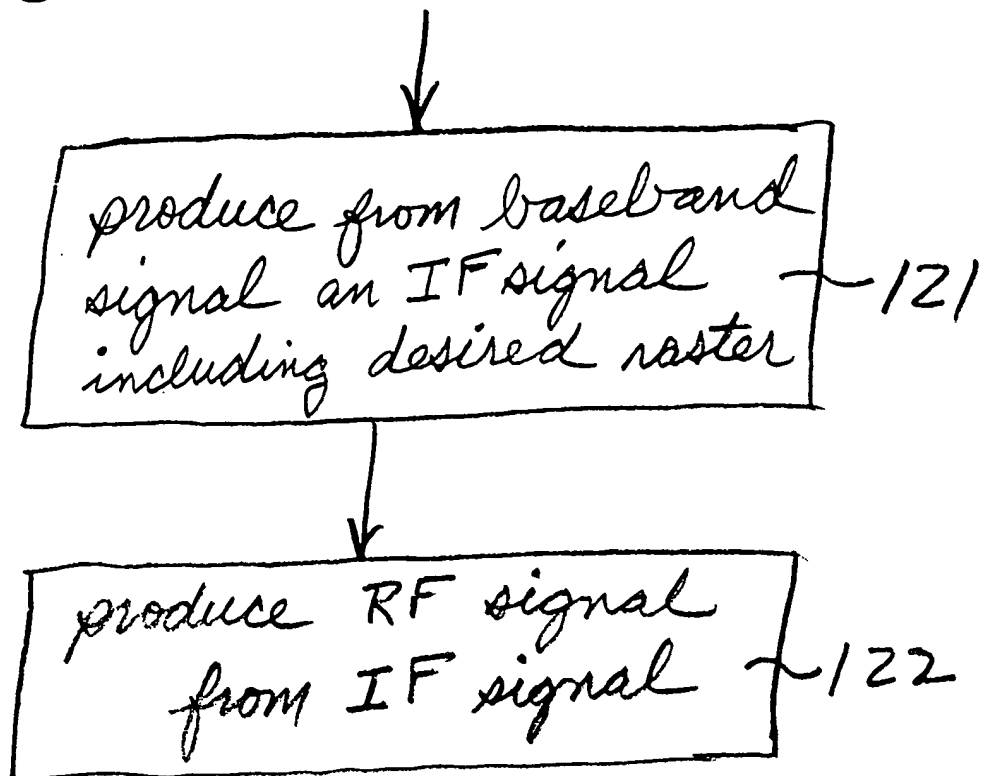 produce from baseband
signal an IF signal
including desired raster
121
produce RF signal
from IF signal
122